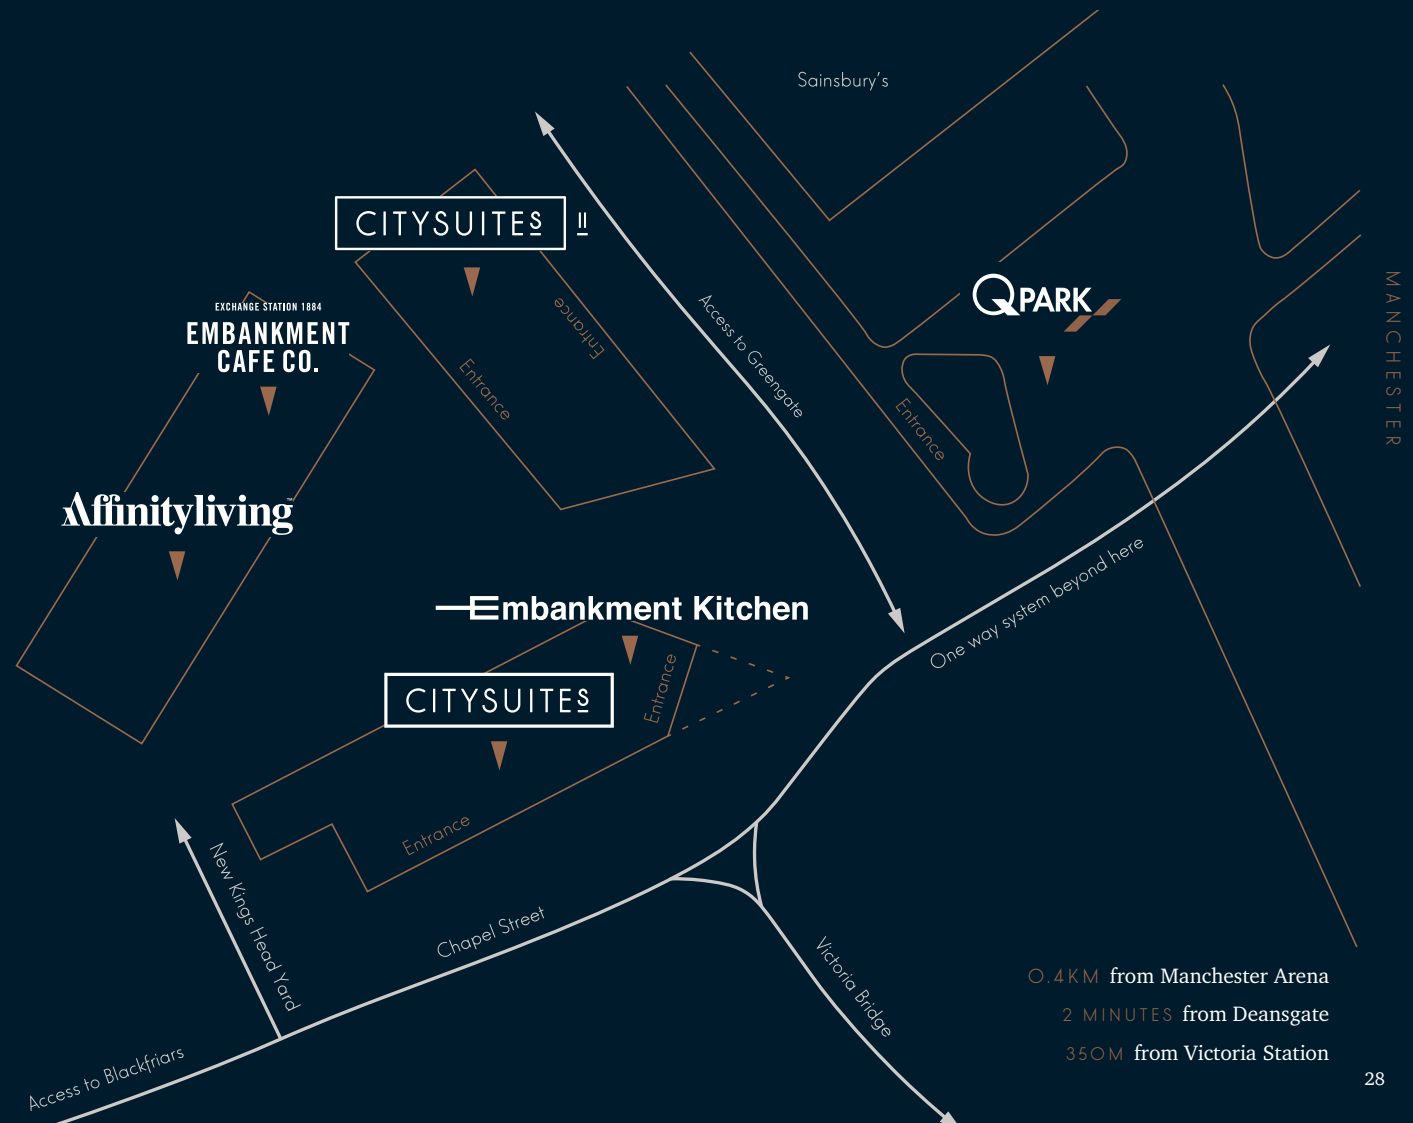 Sainsbury's
CITYSUITES II
Entrance
Entrance
EXCHANGE STATION 1884
EMBANKMENT
CAFE CO.
Access to Greengate
Q PARK
Entrance
MANCHESTER
Affinityliving™
Embankment Kitchen
CITYSUITES
Entrance
Entrance
One way system beyond here
New Kings Head Yard
Chapel Street
Victoria Bridge
Access to Blackfriars
0.4KM from Manchester Arena
2 MINUTES from Deansgate
350M from Victoria Station
28